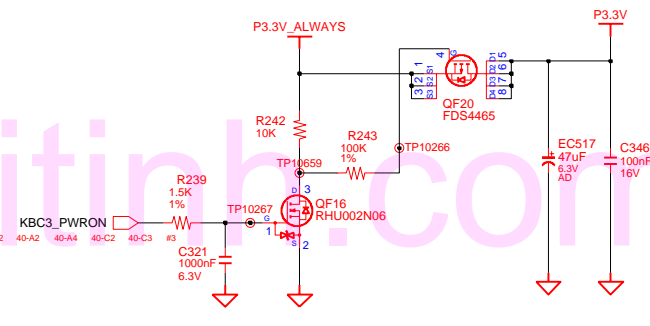 P3.3V_ALWAYS
P3.3V
4
G
1
2
3
S1
S2
S3
D1
D2
D3
D4
5
6
7
8
QF20
FDS4465
R242
10K
R243
100K
1%
TP10266
TP10659
EC517
47uF
6.3V
AD
C346
100nF
16V
R239
1.5K
1%
TP10267
D
3
QF16
RHU002N06
G
1
S
2
KBC3_PWRON
2 40-A2 40-A4 40-C2 40-C3 #3
C321
1000nF
6.3V
itinh.com